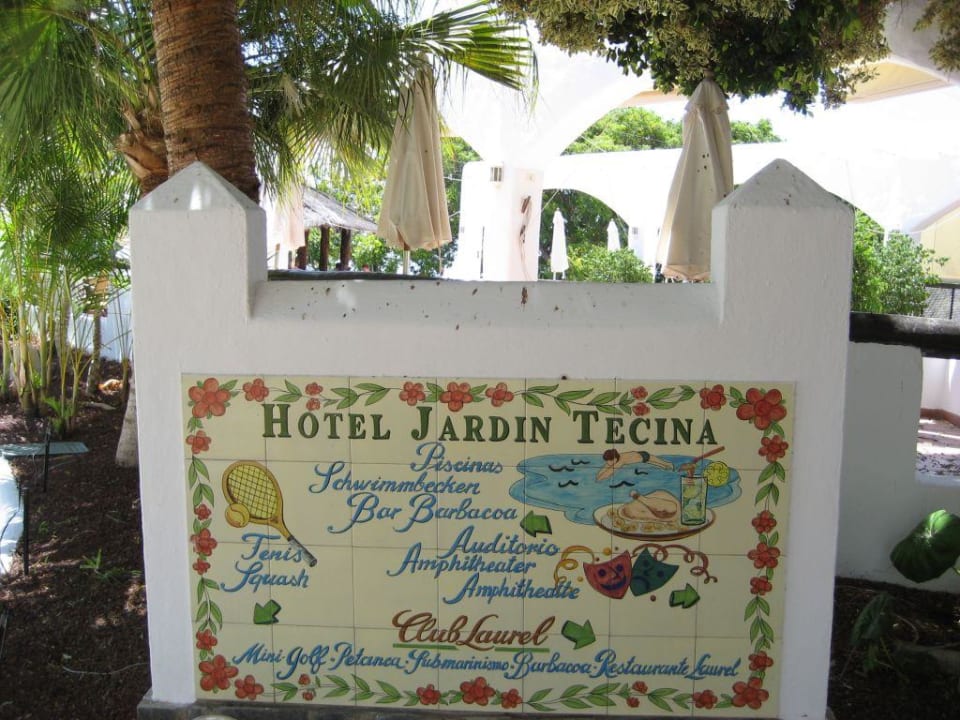 HOTEL JARDIN TECINA
Piscinas
Schwimmbecken
Bar Barbacoa
Tenis
Squash
Auditorio
Amphitheater
Amphitheatre
Club Laurel
Mini-Golf-Petanca-Submarinismo-Barbacoa-Restaurante Laurel